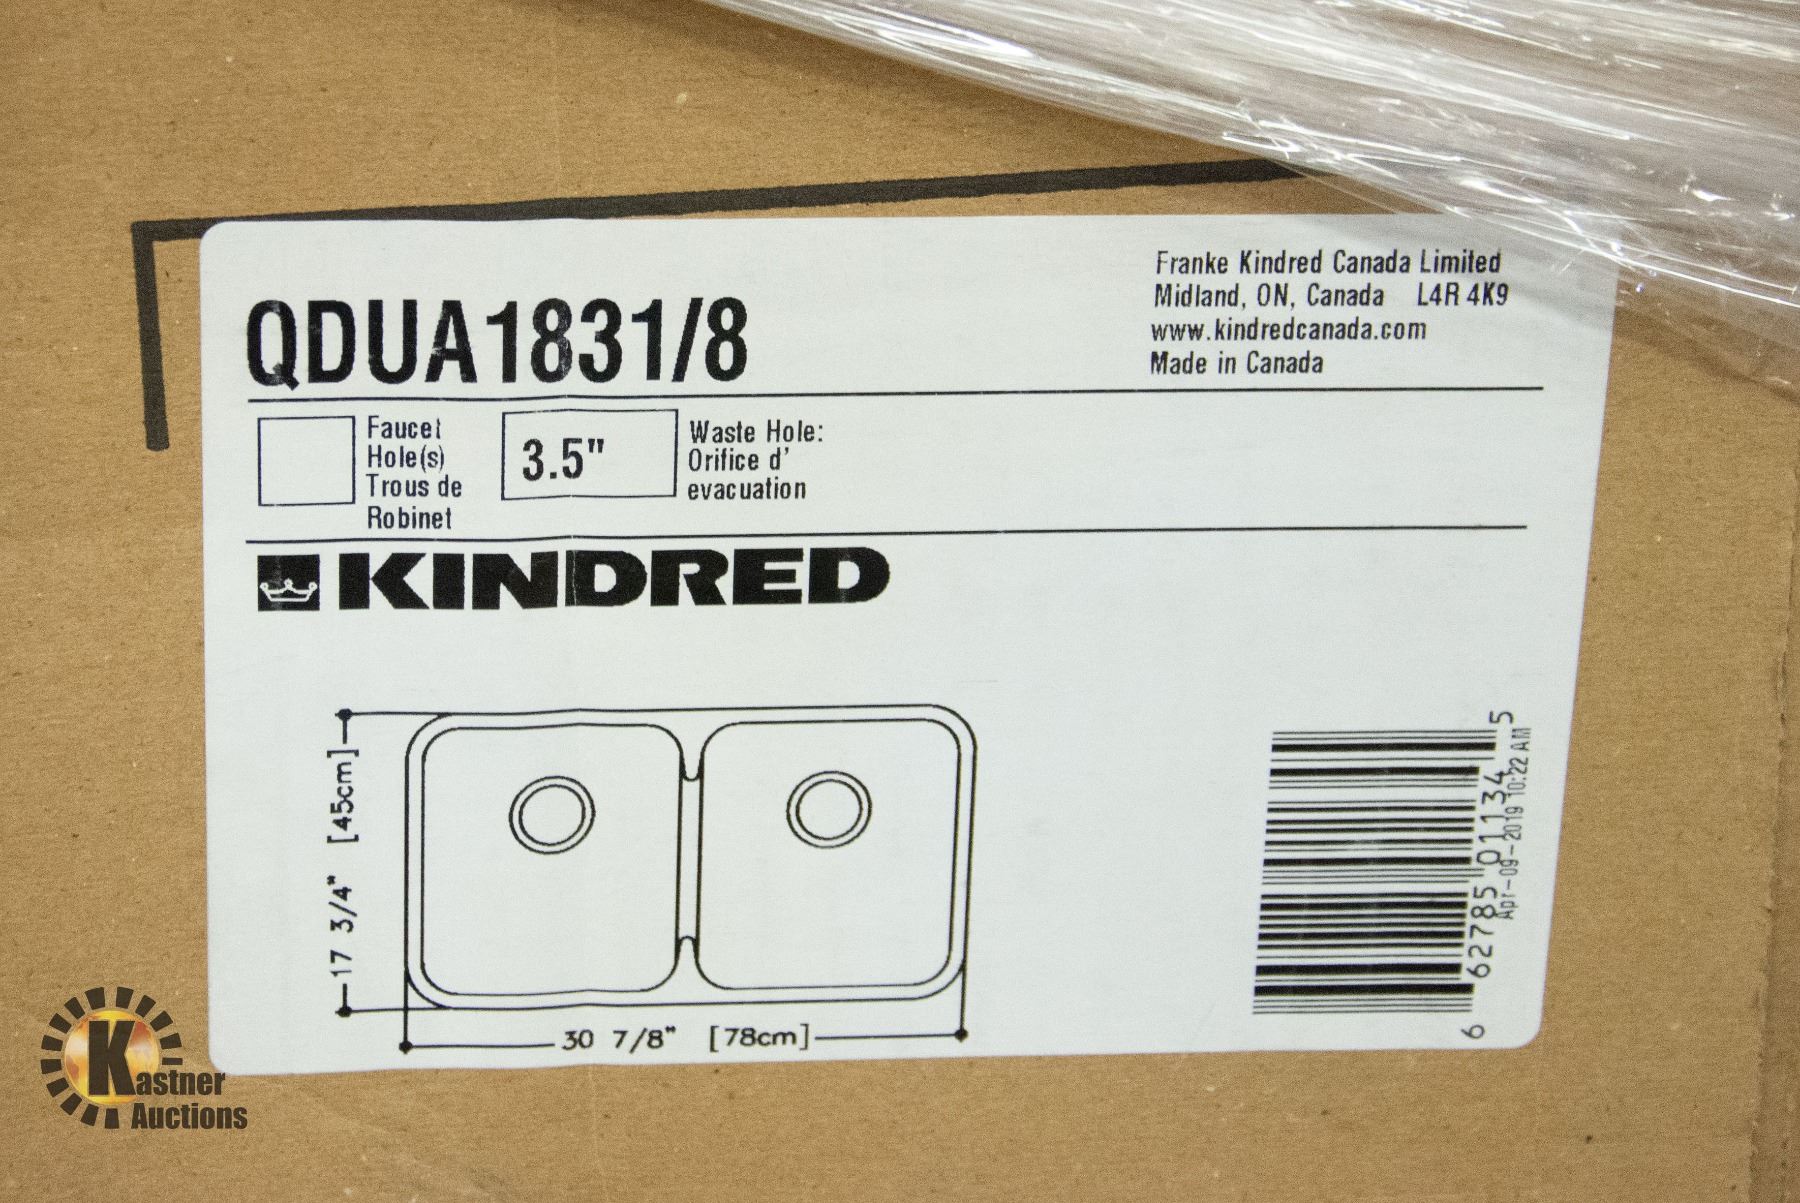 QDUA1831/8
Franke Kindred Canada Limited
Midland, ON, Canada L4R 4K9
www.kindredcanada.com
Made in Canada
Faucet
Hole(s)
Trous de
Robinet
3.5"
Waste Hole:
Orifice d'
evacuation
KINDRED
17 3/4" [45cm]
30 7/8" [78cm]
6 62785 01134 5
Apr-09-2019 10:22 AM
Kastner
Auctions